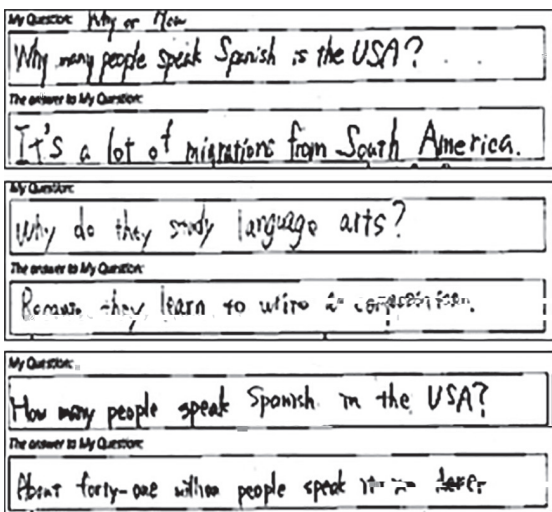 My Question: Why or How
Why many people speak Spanish is the USA?
The answer to My Question:
It's a lot of migrations from South America.
My Question:
Why do they study language arts?
The answer to My Question:
Because they learn to write a composition.
My Question:
How many people speak Spanish in the USA?
The answer to My Question:
About forty-one million people speak it